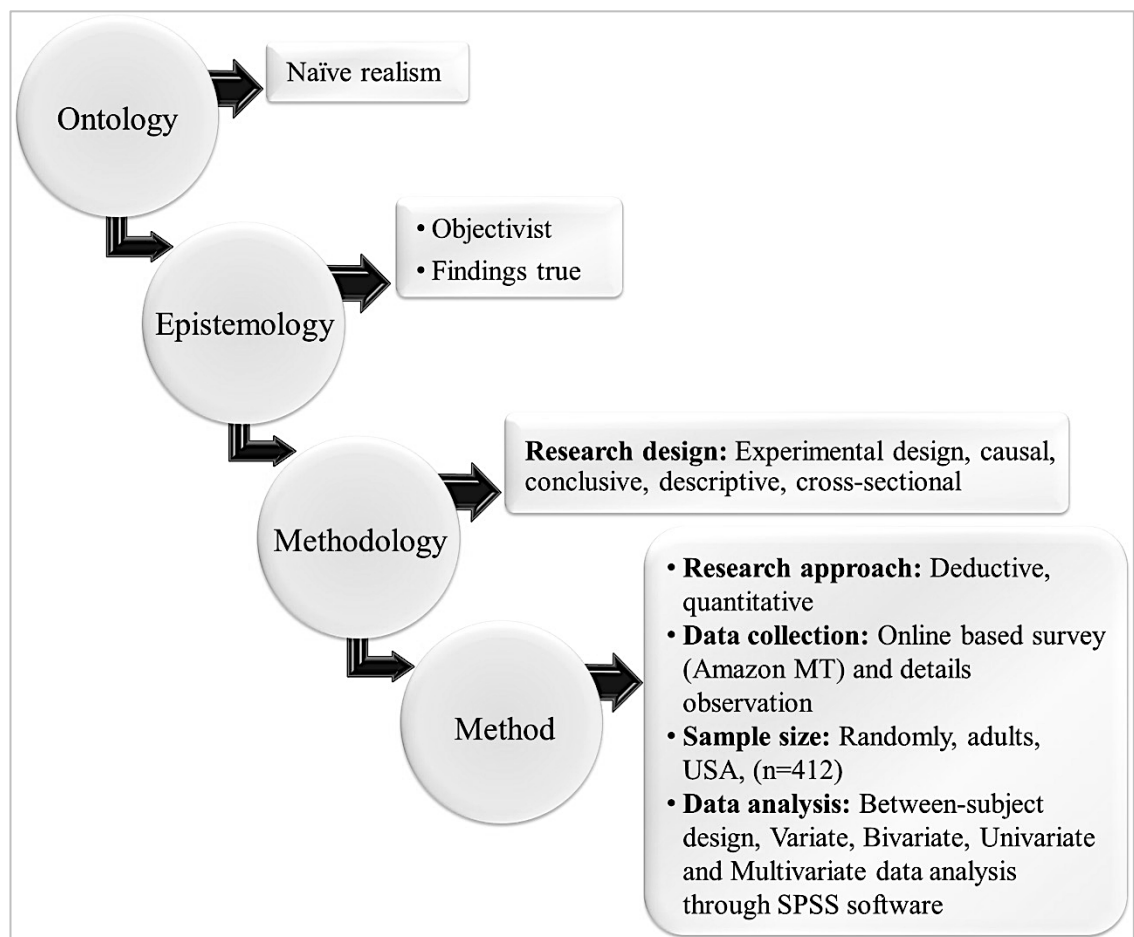 Ontology
Naïve realism
Epistemology
• Objectivist
• Findings true
Methodology
Research design: Experimental design, causal,
conclusive, descriptive, cross-sectional
Method
• Research approach: Deductive,
quantitative
• Data collection: Online based survey
(Amazon MT) and details
observation
• Sample size: Randomly, adults,
USA, (n=412)
• Data analysis: Between-subject
design, Variate, Bivariate, Univariate
and Multivariate data analysis
through SPSS software